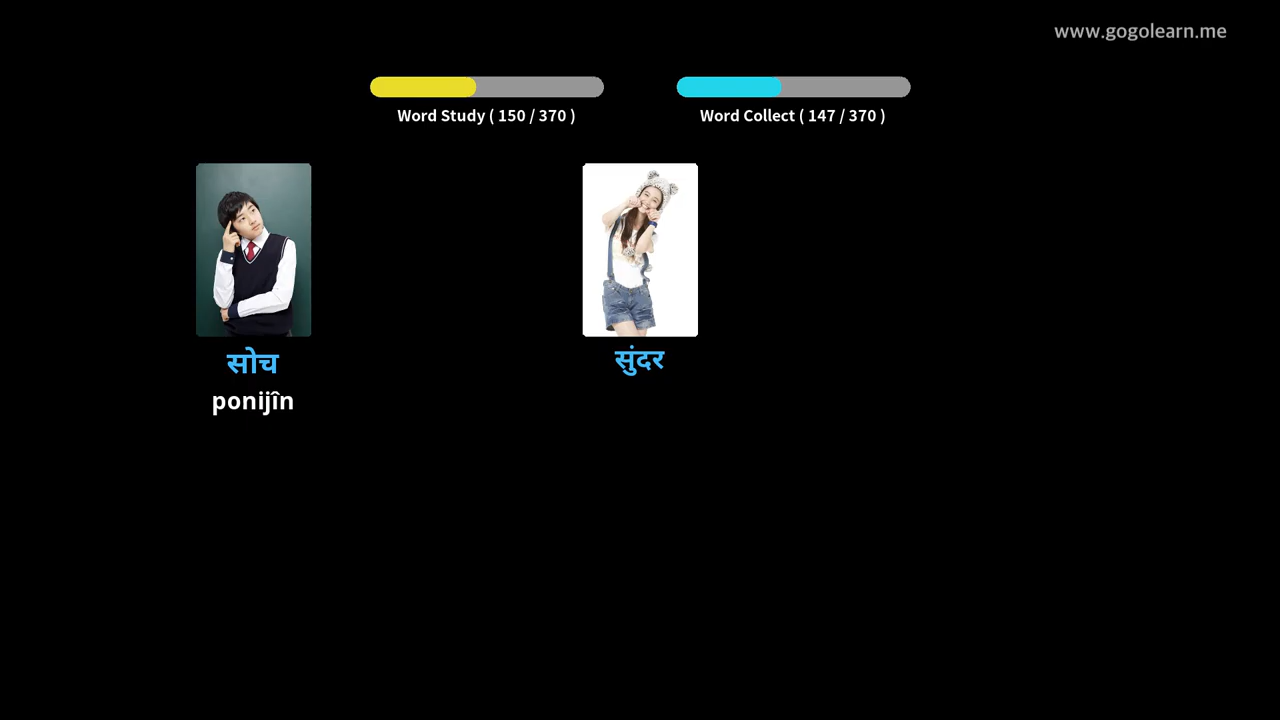 www.gogolearn.me
Word Study ( 150 / 370 )
Word Collect ( 147 / 370 )
सोच
ponijîn
सुंदर